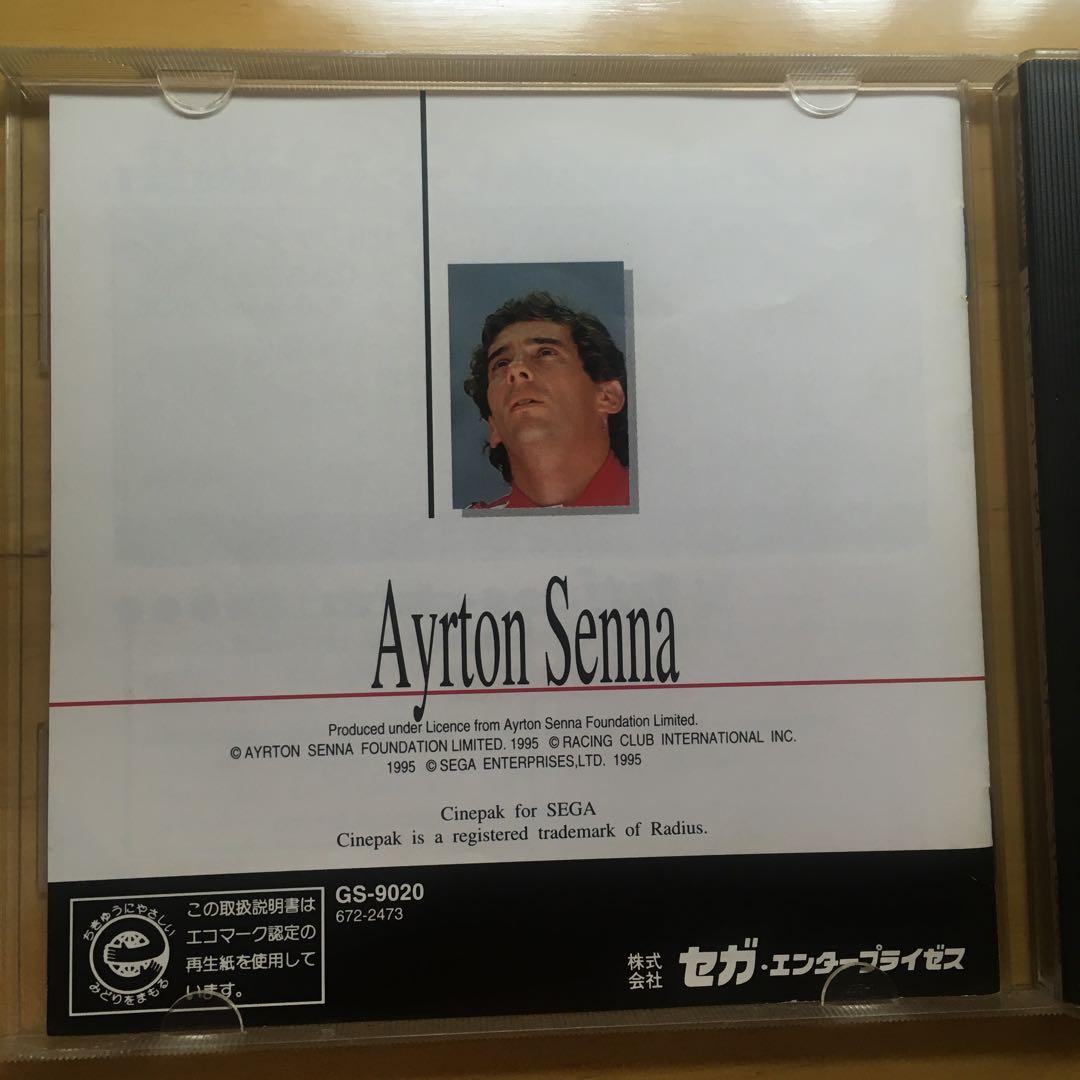 Ayrton Senna
Produced under Licence from Ayrton Senna Foundation Limited.
© AYRTON SENNA FOUNDATION LIMITED. 1995 © RACING CLUB INTERNATIONAL INC.
1995 © SEGA ENTERPRISES,LTD. 1995
Cinepak for SEGA
Cinepak is a registered trademark of Radius.
ちきゅうにやさしい
みどりをまもる
この取扱説明書は
エコマーク認定の
再生紙を使用して
います。
GS-9020
672-2473
株式
会社
セガ・エンタープライゼス